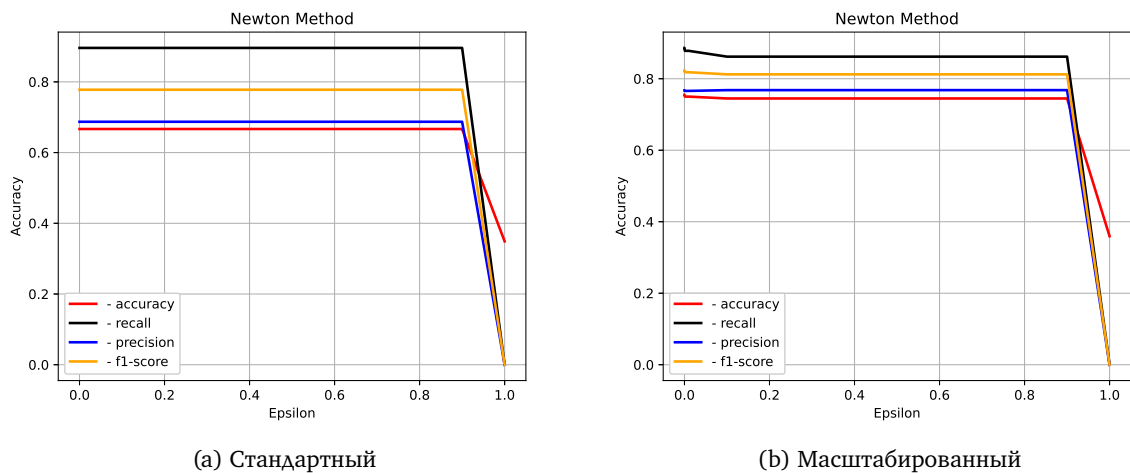 Newton Method
Accuracy
0.8
0.6
0.4
0.2
0.0
- accuracy
- recall
- precision
- f1-score
0.0 0.2 0.4 0.6 0.8 1.0
Epsilon
(a) Стандартный
Newton Method
Accuracy
0.8
0.6
0.4
0.2
0.0
- accuracy
- recall
- precision
- f1-score
0.0 0.2 0.4 0.6 0.8 1.0
Epsilon
(b) Масштабированный